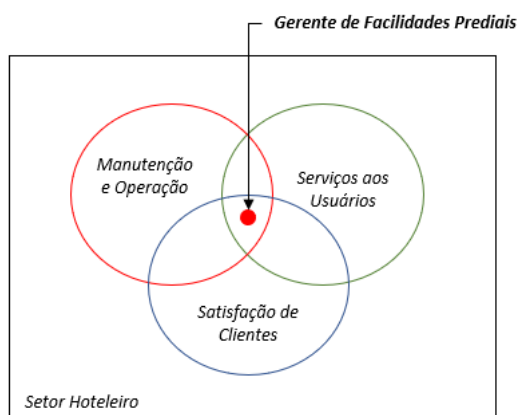 Gerente de Facilidades Prediais
Manutenção
e Operação
Serviços aos
Usuários
Satisfação de
Clientes
Setor Hoteleiro